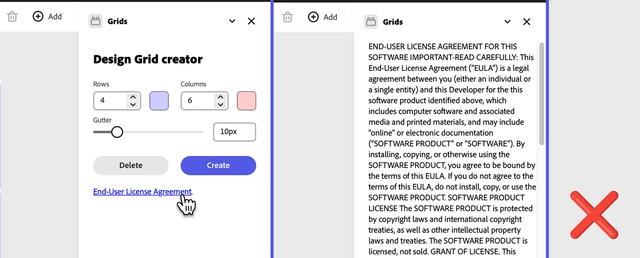 Add
Grids
Design Grid creator
Rows
Columns
4
6
Gutter
10px
Delete
Create
End-User License Agreement.
Add
Grids
END-USER LICENSE AGREEMENT FOR THIS
SOFTWARE IMPORTANT-READ CAREFULLY: This
End-User License Agreement ("EULA") is a legal
agreement between you (either an individual or
a single entity) and this Developer for the this
software product identified above, which
includes computer software and associated
media and printed materials, and may include
"online" or electronic documentation
("SOFTWARE PRODUCT" or "SOFTWARE"). By
installing, copying, or otherwise using the
SOFTWARE PRODUCT, you agree to be bound by
the terms of this EULA. If you do not agree to the
terms of this EULA, do not install, copy, or use the
SOFTWARE PRODUCT. SOFTWARE PRODUCT
LICENSE The SOFTWARE PRODUCT is protected
by copyright laws and international copyright
treaties, as well as other intellectual property
laws and treaties. The SOFTWARE PRODUCT is
licensed, not sold. GRANT OF LICENSE. This